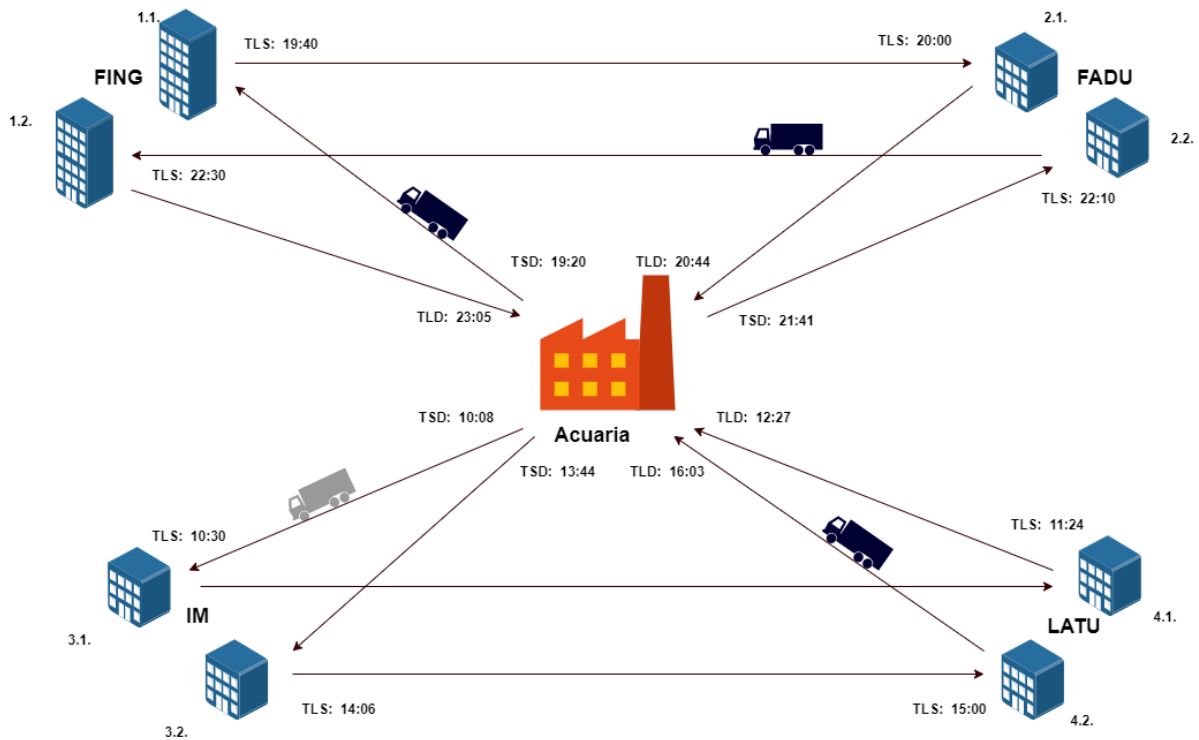 1.1.
2.1.
TLS: 19:40
TLS: 20:00
FING
FADU
1.2.
2.2.
TLS: 22:30
TLS: 22:10
TSD: 19:20
TLD: 20:44
TLD: 23:05
TSD: 21:41
TSD: 10:08
TLD: 12:27
Acuaria
TSD: 13:44
TLD: 16:03
TLS: 10:30
TLS: 11:24
IM
4.1.
LATU
3.1.
TLS: 14:06
TLS: 15:00
4.2.
3.2.